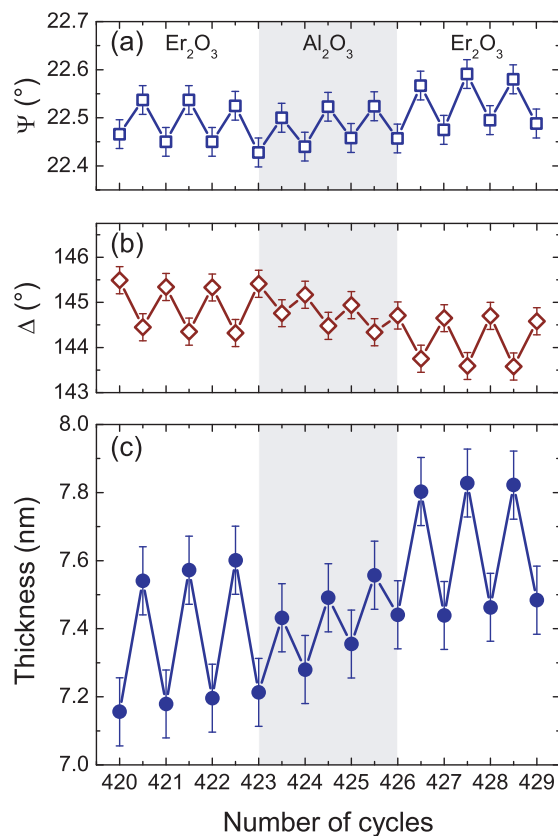 22.7
(a) Er₂O₃ Al₂O₃ Er₂O₃
22.6
22.5
22.4
Ψ (°)
(b)
146
145
144
143
Δ (°)
8.0
(c)
7.8
7.6
7.4
7.2
7.0
Thickness (nm)
420 421 422 423 424 425 426 427 428 429
Number of cycles